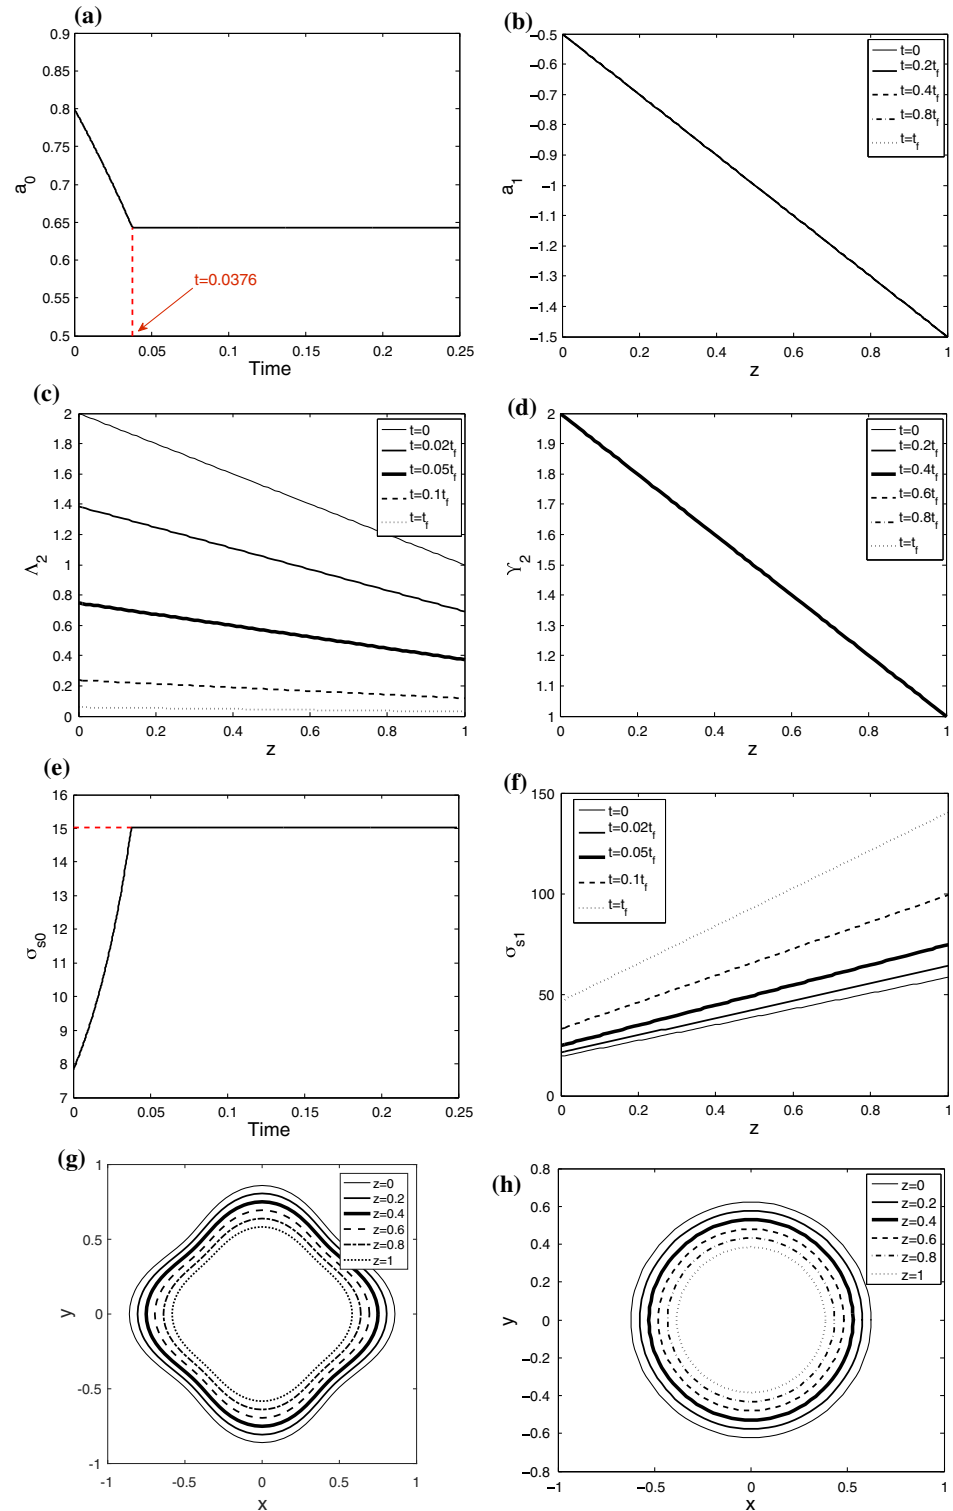 (a)
0.9
0.85
0.8
0.75
0.7
0.65
0.6
0.55
0.5
a0
t=0.0376
0 0.05 0.1 0.15 0.2 0.25
Time
(b)
−0.5
−0.6
−0.7
−0.8
−0.9
−1
−1.1
−1.2
−1.3
−1.4
−1.5
a1
t=0
t=0.2tf
t=0.4tf
t=0.8tf
t=tf
0 0.2 0.4 0.6 0.8 1
z
(c)
2
1.8
1.6
1.4
1.2
1
0.8
0.6
0.4
0.2
0
Λ2
t=0
t=0.02tf
t=0.05tf
t=0.1tf
t=tf
0 0.2 0.4 0.6 0.8 1
z
(d)
2
1.9
1.8
1.7
1.6
1.5
1.4
1.3
1.2
1.1
1
ϒ2
t=0
t=0.2tf
t=0.4tf
t=0.6tf
t=0.8tf
t=tf
0 0.2 0.4 0.6 0.8 1
z
(e)
16
15
14
13
12
11
10
9
8
7
σs0
0 0.05 0.1 0.15 0.2 0.25
Time
(f)
150
100
50
0
σs1
t=0
t=0.02tf
t=0.05tf
t=0.1tf
t=tf
0 0.2 0.4 0.6 0.8 1
z
(g)
1
0.5
0
-0.5
-1
y
z=0
z=0.2
z=0.4
z=0.6
z=0.8
z=1
-1 -0.5 0 0.5 1
x
(h)
0.8
0.6
0.4
0.2
0
−0.2
−0.4
−0.6
−0.8
y
z=0
z=0.2
z=0.4
z=0.6
z=0.8
z=1
−1 −0.5 0 0.5 1
x